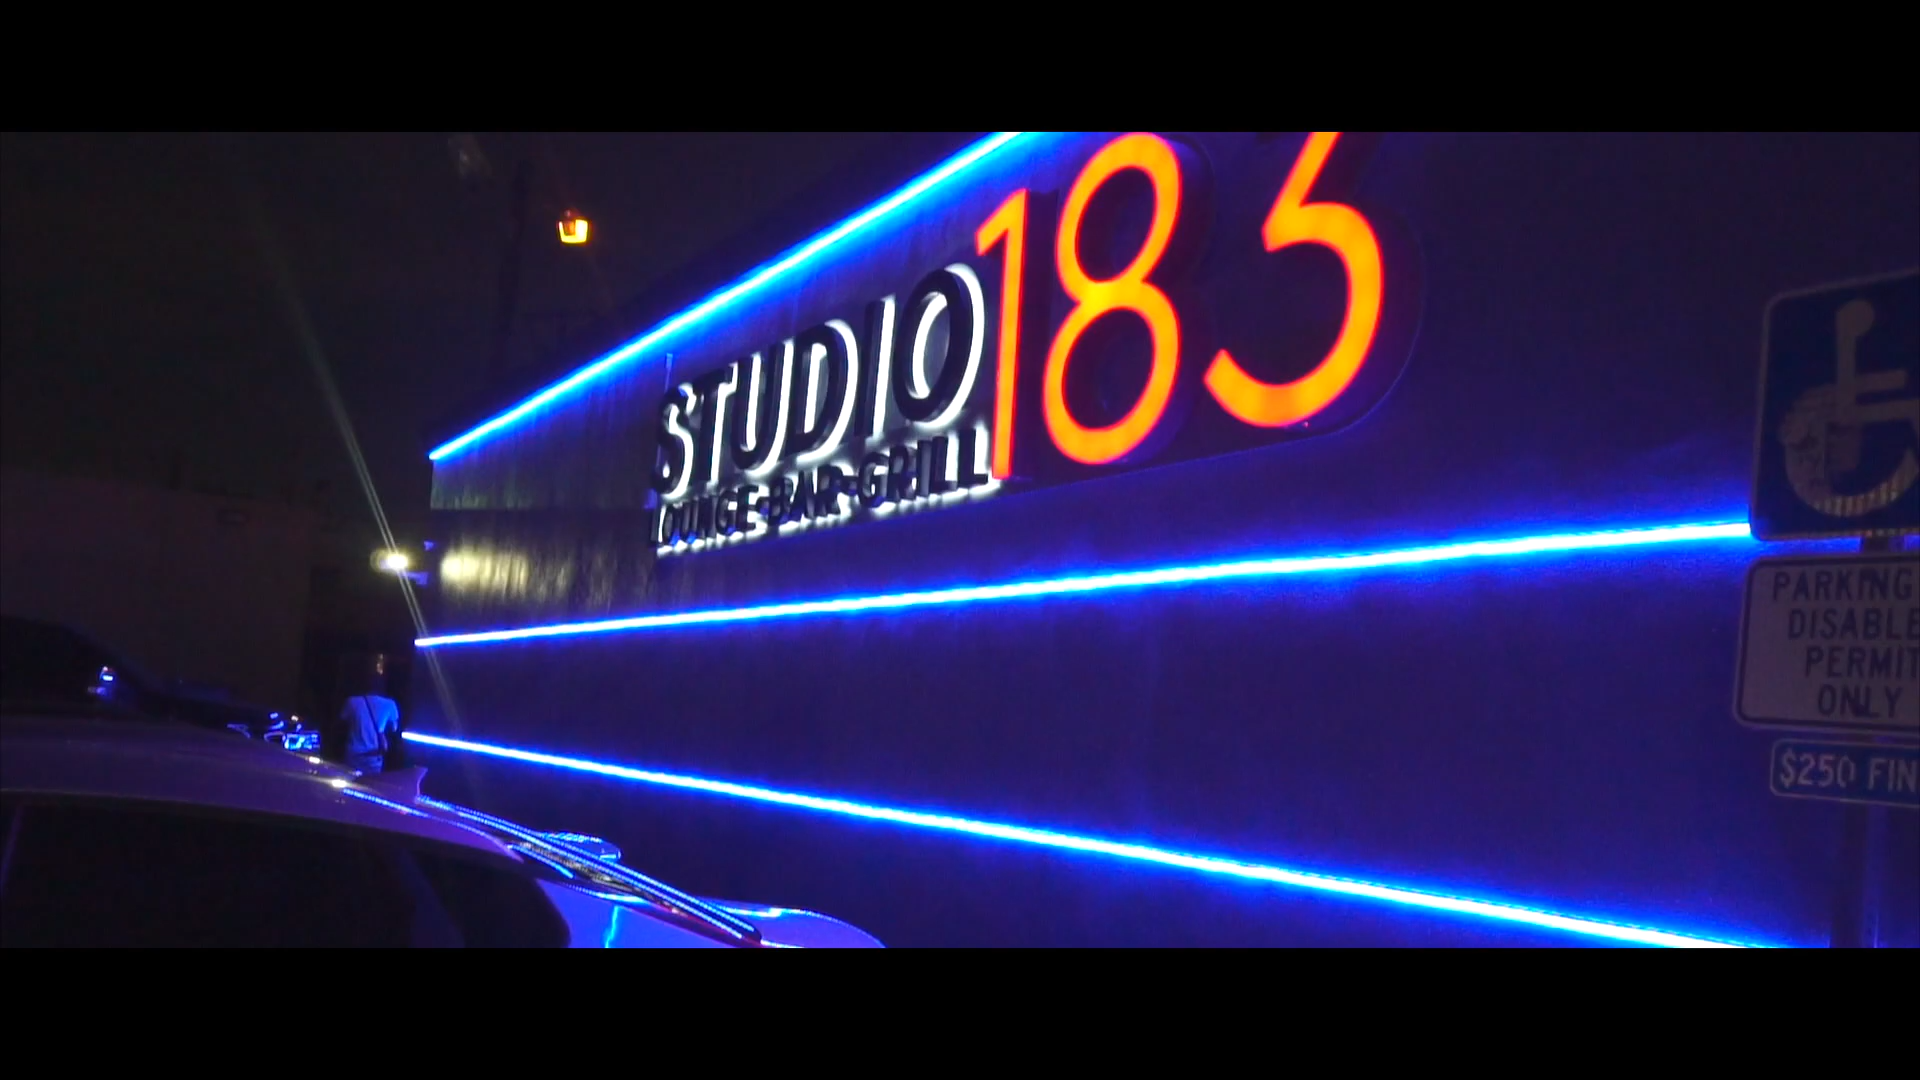 STUDIO 183
LOUNGE-BAR-GRILL
PARKING
DISABLE
PERMIT
ONLY
$250 FIN